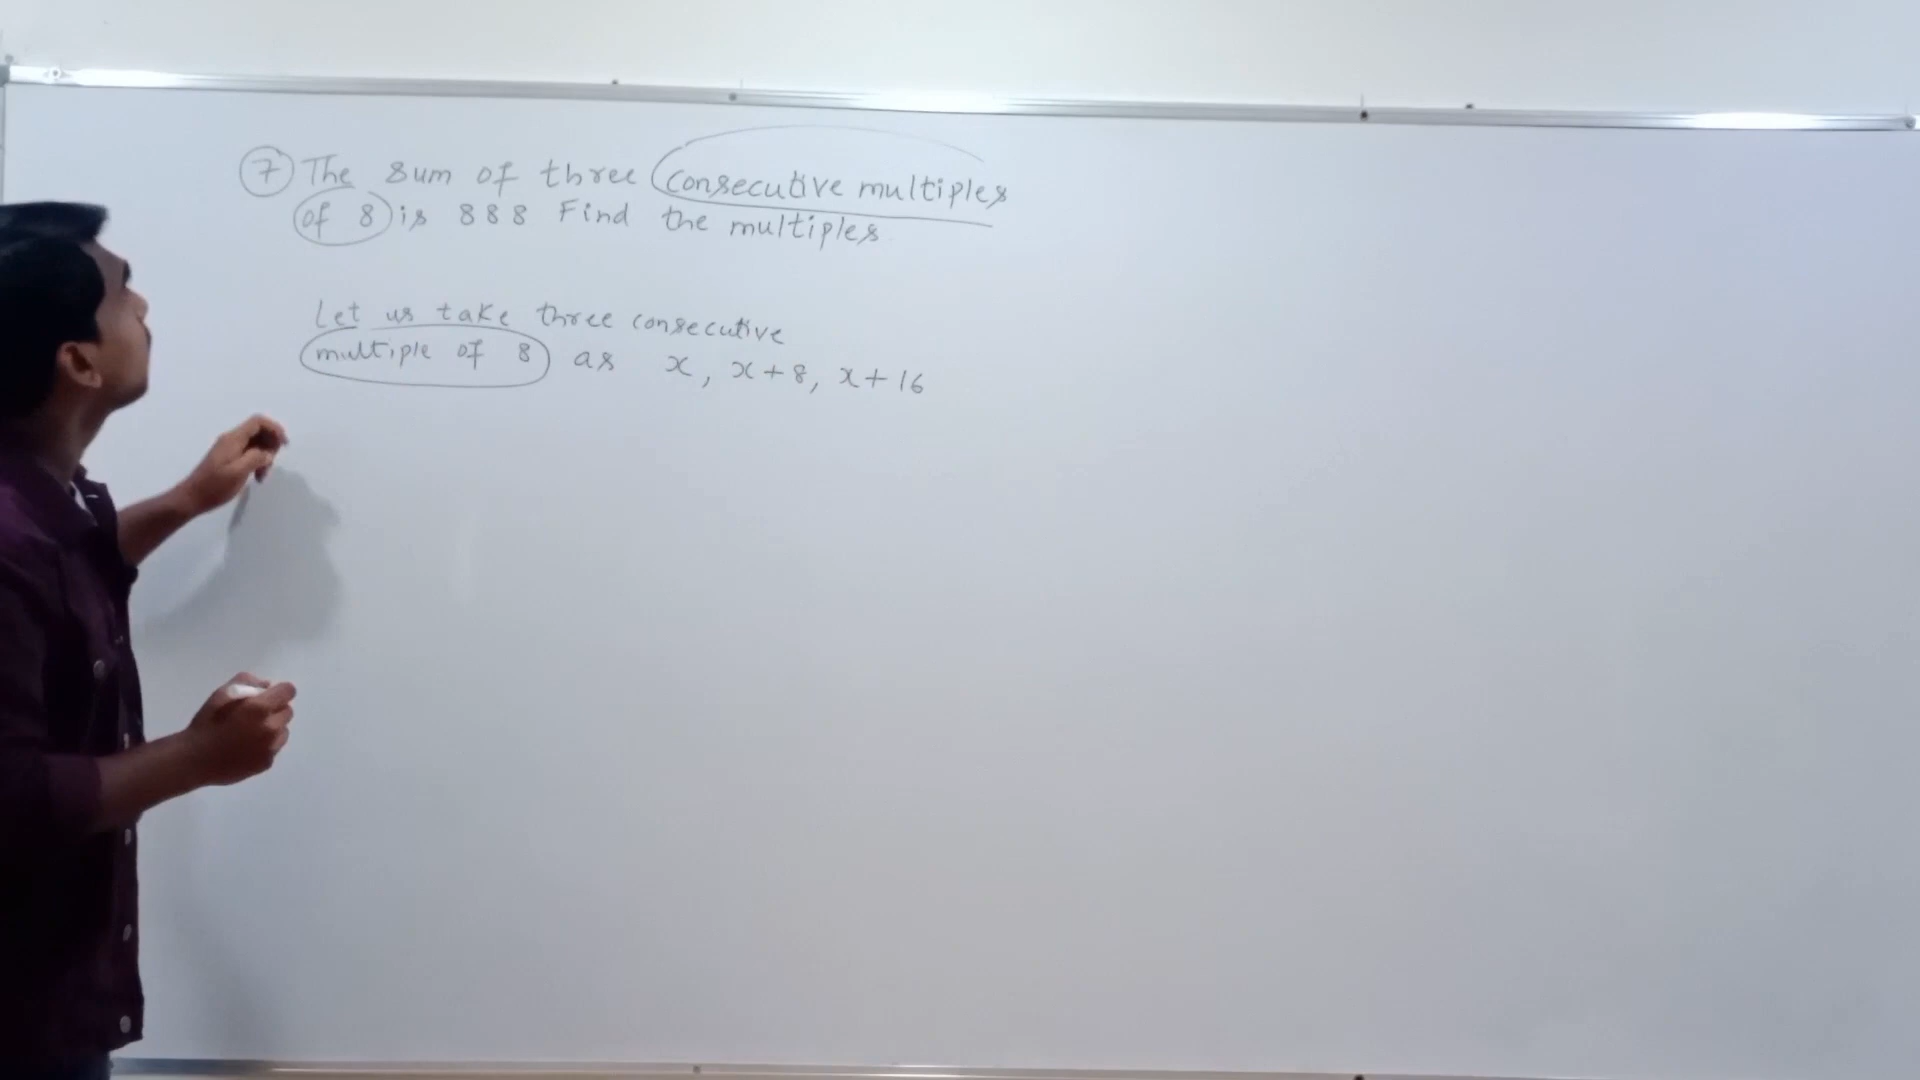 7 The sum of three consecutive multiples
of 8 is 888 Find the multiples
Let us take three consecutive
multiple of 8 as x, x+8, x+16